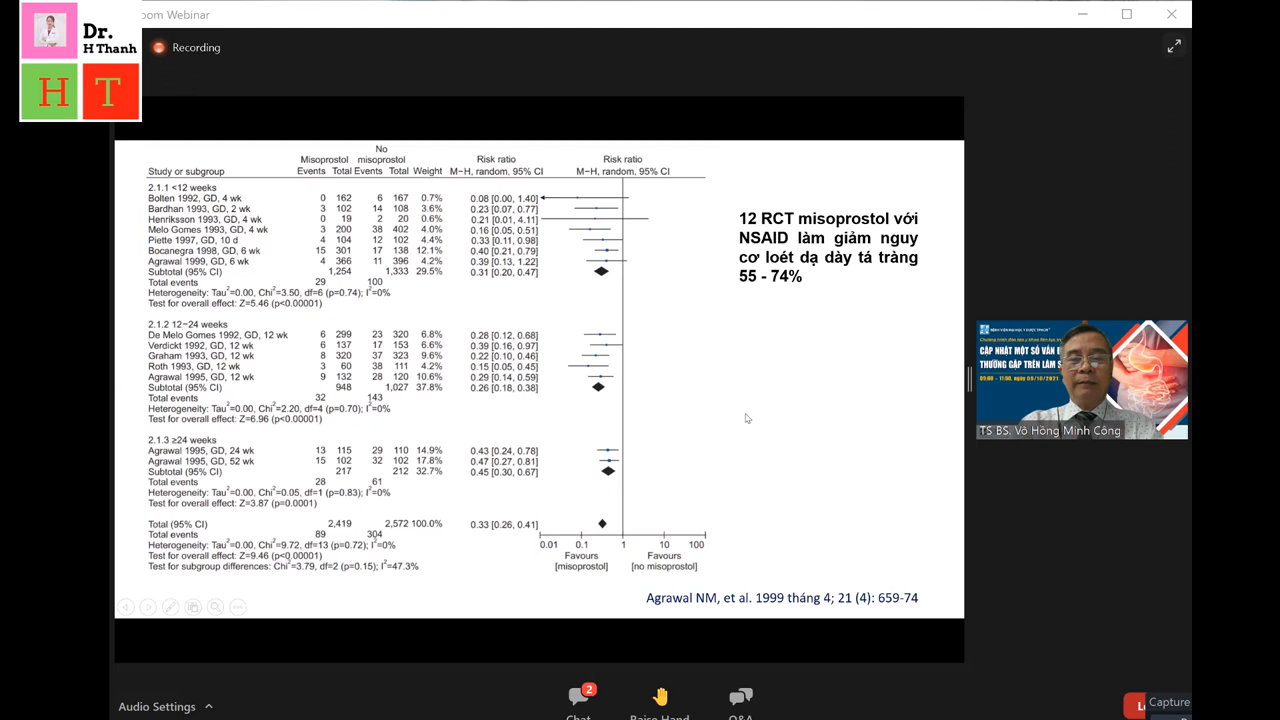 oom Webinar
Dr.
H Thanh
H T
Recording
Misoprostol No misoprostol Risk ratio Risk ratio
Study or subgroup Events Total Events Total Weight M−H, random, 95% CI M−H, random, 95% CI
2.1.1 <12 weeks
Bolten 1992, GD, 4 wk 0 162 6 167 0.7% 0.08 [0.00, 1.40]
Bardhan 1993, GD, 2 wk 3 102 14 108 3.2% 0.23 [0.07, 0.77]
Henriksson 1993, GD, 4 wk 0 19 2 20 0.6% 0.21 [0.01, 4.11]
Melo Gomes 1993, GD, 4 wk 3 200 38 402 3.4% 0.16 [0.05, 0.51]
Piette 1997, GD, 10 d 4 104 12 102 4.4% 0.33 [0.11, 0.98]
Bocanegra 1998, GD, 6 wk 15 301 17 138 12.1% 0.40 [0.21, 0.79]
Agrawal 1999, GD, 6 wk 4 366 11 396 4.1% 0.39 [0.13, 1.22]
Subtotal (95% CI) 1,254 1,333 29.5% 0.31 [0.20, 0.47]
Total events 29 100
Heterogeneity: Tau²=0.00, Chi²=3.50, df=6 (p=0.74); I²=0%
Test for overall effect: Z=5.46 (p<0.00001)
2.1.2 12−24 weeks
De Melo Gomes 1992, GD, 12 wk 6 299 23 320 6.8% 0.28 [0.12, 0.68]
Verdickt 1992, GD, 12 wk 6 137 17 153 6.9% 0.39 [0.16, 0.97]
Graham 1993, GD, 12 wk 6 320 37 323 9.6% 0.22 [0.10, 0.46]
Roth 1993, GD, 12 wk 3 60 38 111 4.2% 0.15 [0.05, 0.45]
Agrawal 1995, GD, 12 wk 9 132 28 120 10.6% 0.29 [0.14, 0.59]
Subtotal (95% CI) 948 1,027 37.8% 0.26 [0.18, 0.38]
Total events 32 143
Heterogeneity: Tau²=0.00, Chi²=2.20, df=4 (p=0.70); I²=0%
Test for overall effect: Z=6.96 (p<0.00001)
2.1.3 ≥24 weeks
Agrawal 1995, GD, 24 wk 13 115 29 110 14.9% 0.43 [0.24, 0.78]
Agrawal 1995, GD, 52 wk 15 102 32 102 17.8% 0.47 [0.27, 0.81]
Subtotal (95% CI) 217 212 32.7% 0.45 [0.30, 0.67]
Total events 28 61
Heterogeneity: Tau²=0.00, Chi²=0.05, df=1 (p=0.83); I²=0%
Test for overall effect: Z=3.87 (p=0.0001)
Total (95% CI) 2,419 2,572 100.0% 0.33 [0.26, 0.41]
Total events 89 304
Heterogeneity: Tau²=0.00, Chi²=9.72, df=13 (p=0.72); I²=0%
Test for overall effect: Z=9.46 (p<0.00001)
Test for subgroup differences: Chi²=3.79, df=2 (p=0.15); I²=47.3%
0.01 0.1 1 10 100
Favours Favours
[misoprostol] [no misoprostol]
12 RCT misoprostol với
NSAID làm giảm nguy
cơ loét dạ dày tá tràng
55 - 74%
Agrawal NM, et al. 1999 tháng 4; 21 (4): 659-74
BỆNH VIỆN ĐẠI HỌC Y DƯỢC
CẬP NHẬT MỘT SỐ VẤN
THƯỜNG GẶP TRÊN LÂM
TS BS. Võ Hồng Minh Công
Audio Settings
2
Chat
Raise Hand
Q&A
Capture